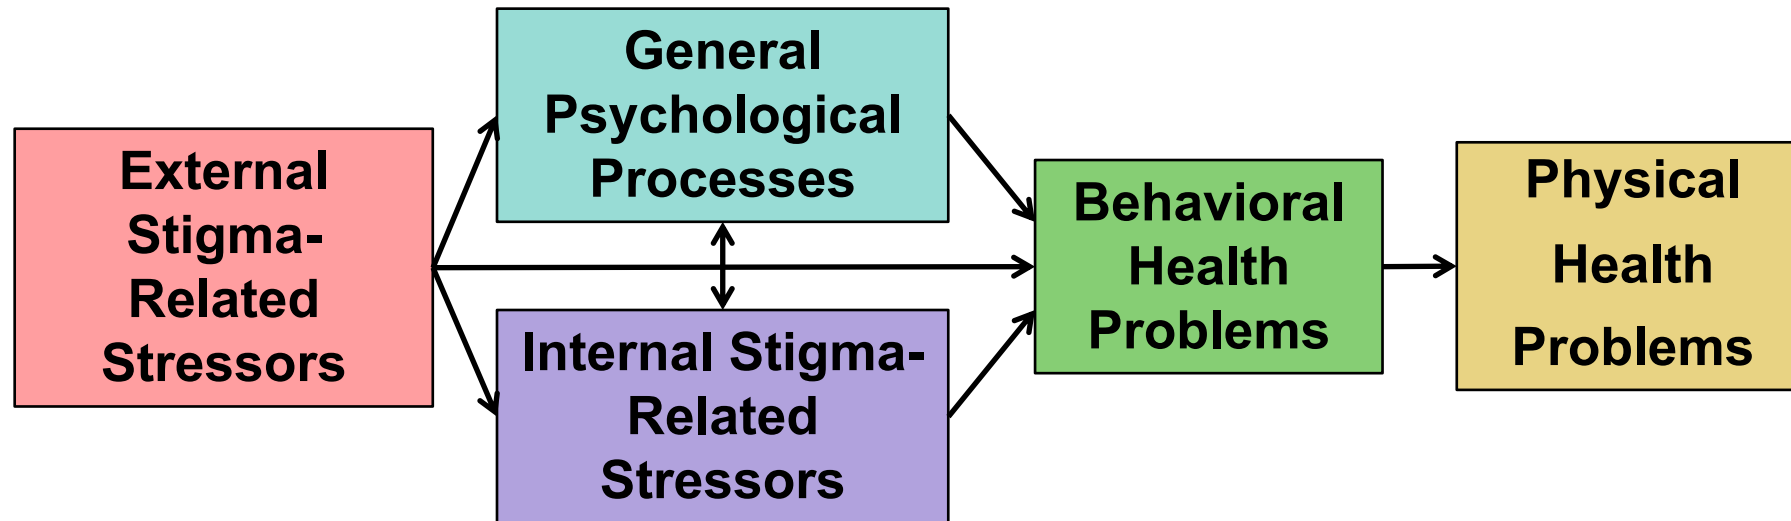 External
Stigma-
Related
Stressors
General
Psychological
Processes
Internal Stigma-
Related
Stressors
Behavioral
Health
Problems
Physical
Health
Problems